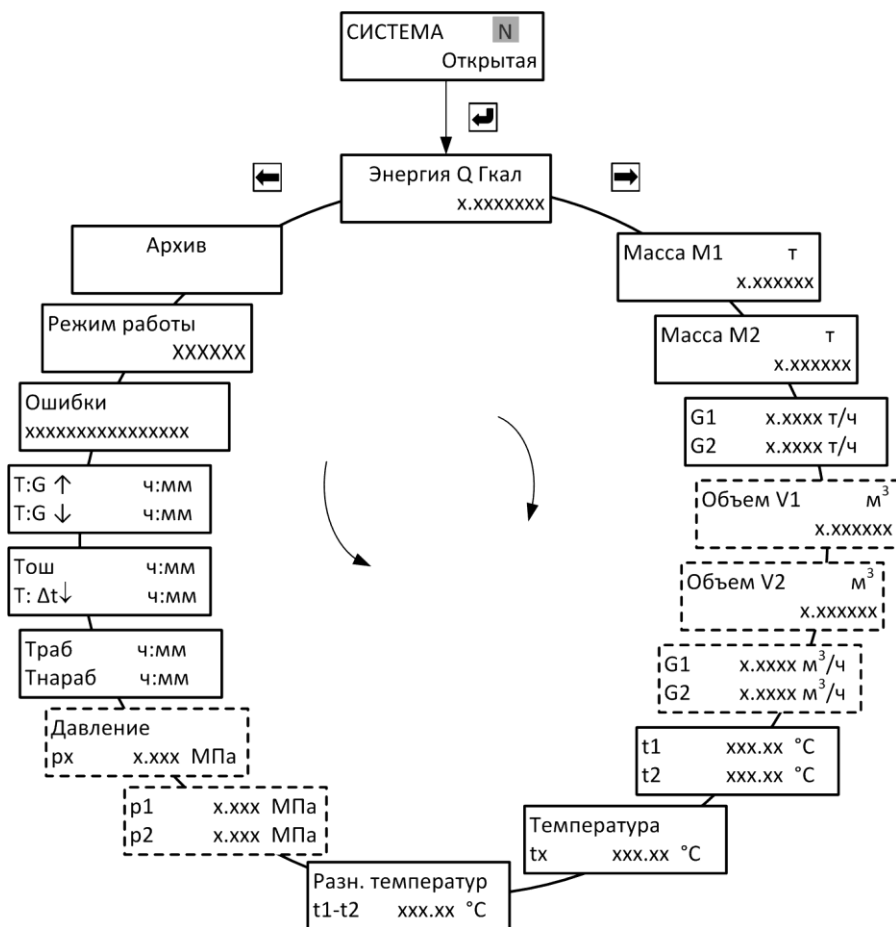 СИСТЕМА N
Открытая
Энергия Q Гкал
x.xxxxxxx
Масса M1 т
x.xxxxxx
Масса M2 т
x.xxxxxx
G1 x.xxxx т/ч
G2 x.xxxx т/ч
Объем V1 м³
x.xxxxxx
Объем V2 м³
x.xxxxxx
G1 x.xxxx м³/ч
G2 x.xxxx м³/ч
t1 xxx.xx °C
t2 xxx.xx °C
Температура
tx xxx.xx °C
Разн. температур
t1-t2 xxx.xx °C
p1 x.xxx МПа
p2 x.xxx МПа
Давление
px x.xxx МПа
Траб ч:мм
Тнараб ч:мм
Тош ч:мм
T: Δt↓ ч:мм
T:G ↑ ч:мм
T:G ↓ ч:мм
Ошибки
xxxxxxxxxxxxxxxx
Режим работы
XXXXXX
Архив